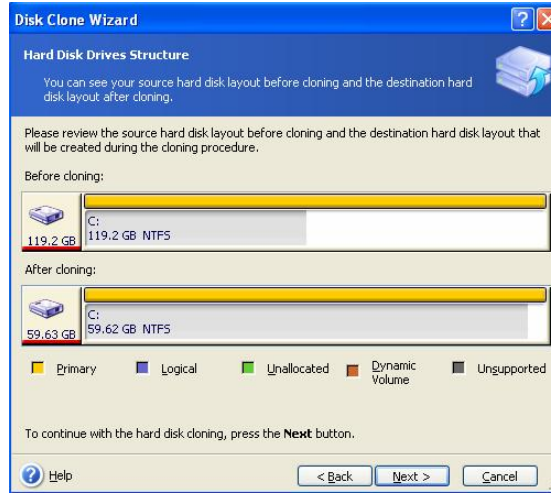 Disk Clone Wizard
Hard Disk Drives Structure
You can see your source hard disk layout before cloning and the destination hard
disk layout after cloning.
Please review the source hard disk layout before cloning and the destination hard disk layout that
will be created during the cloning procedure.
Before cloning:
C:
119.2 GB 119.2 GB NTFS
After cloning:
C:
59.63 GB 59.62 GB NTFS
Primary Logical Unallocated Dynamic Volume Unsupported
To continue with the hard disk cloning, press the Next button.
Help < Back Next > Cancel